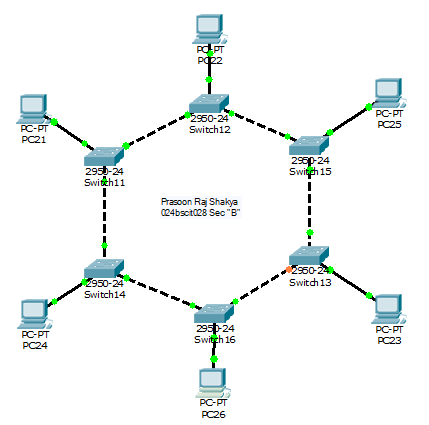 PC-PT
PC22
PC-PT
PC21
2950-24
Switch12
PC-PT
PC25
2950-24
Switch11
2950-24
Switch15
Prasoon Raj Shakya
024bscit028 Sec "B"
2950-24
Switch14
2950-24
Switch13
PC-PT
PC24
2950-24
Switch16
PC-PT
PC23
PC-PT
PC26